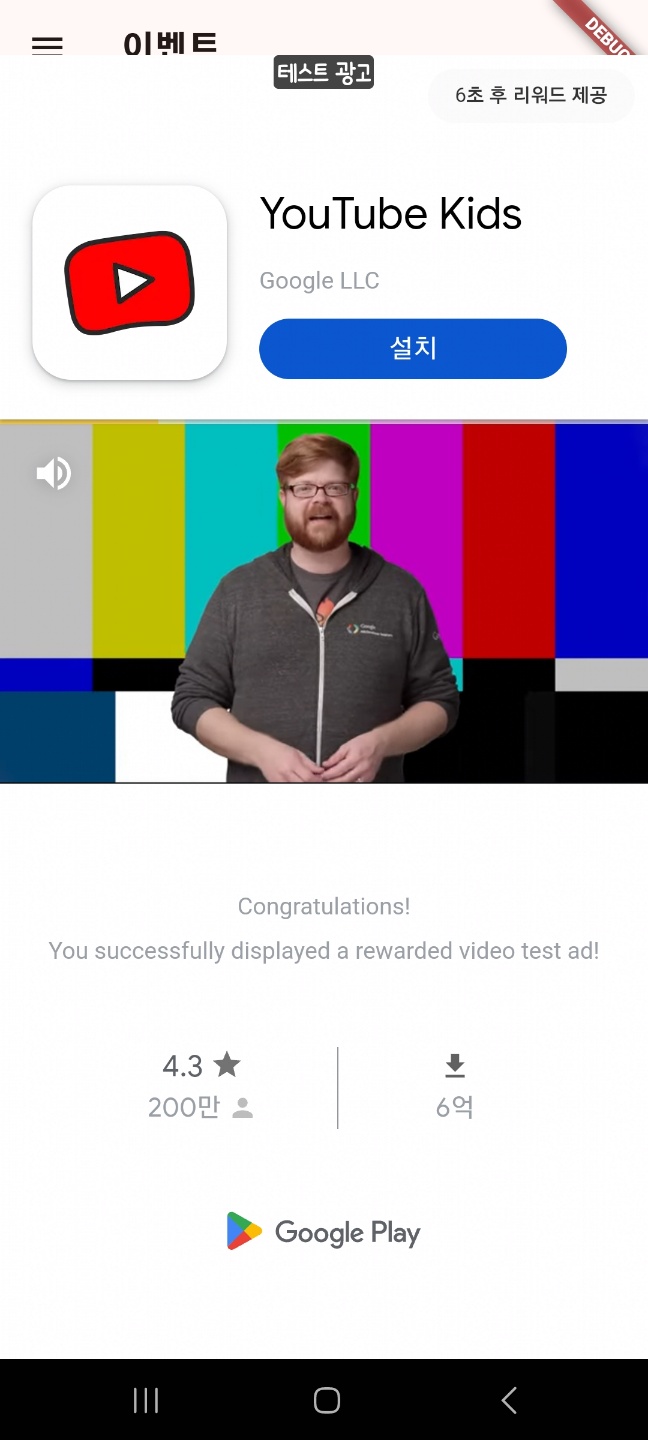 이벤트
DEBUG
테스트 광고
6초 후 리워드 제공
YouTube Kids
Google LLC
설치
Google
Congratulations!
You successfully displayed a rewarded video test ad!
4.3
200만
6억
Google Play